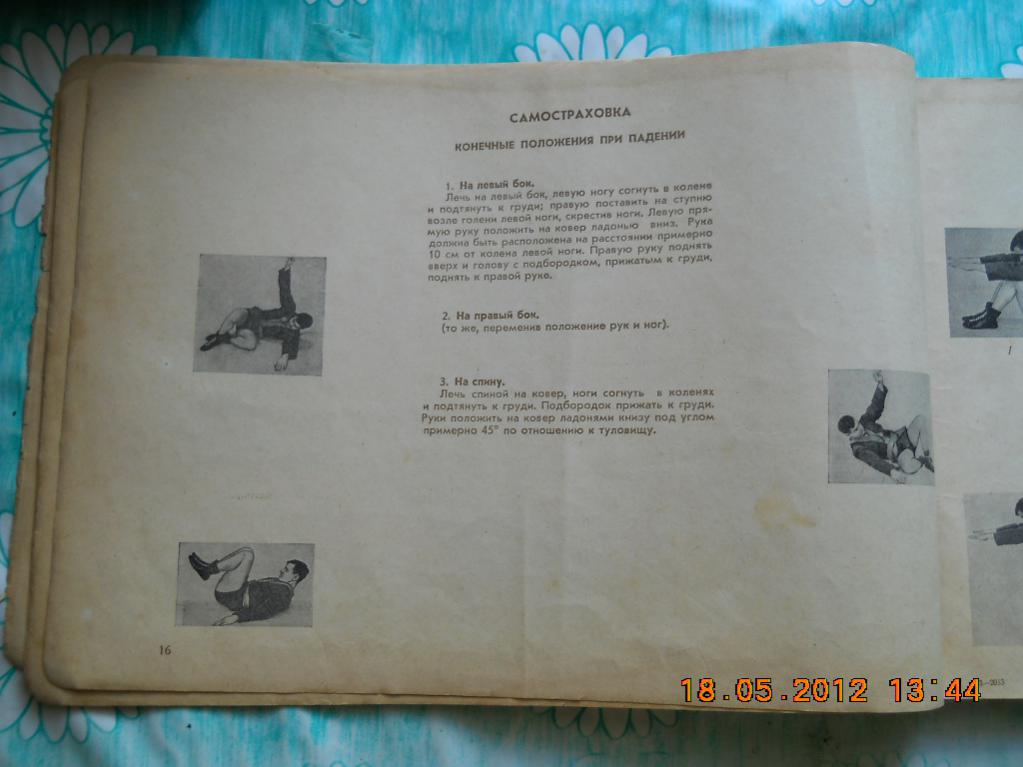 САМОСТРАХОВКА
КОНЕЧНЫЕ ПОЛОЖЕНИЯ ПРИ ПАДЕНИИ
1. На левый бок.
Лечь на левый бок, левую ногу согнуть в колене
и подтянуть к груди; правую поставить на ступню
возле голени левой ноги, скрестив ноги. Левую пря-
мую руку положить на ковер ладонью вниз. Рука
должна быть расположена на расстоянии примерно
10 см от колена левой ноги. Правую руку поднять
вверх и голову с подбородком, прижатым к груди,
поднять к правой руке.
2. На правый бок.
(то же, переменив положение рук и ног).
3. На спину.
Лечь спиной на ковер, ноги согнуть в коленях
и подтянуть к груди. Подбородок прижать к груди.
Руки положить на ковер ладонями книзу под углом
примерно 45° по отношению к туловищу.
16
1
18.05.2012 13:44